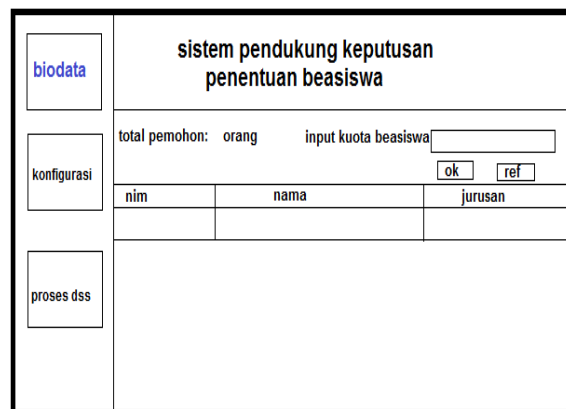 biodata
konfigurasi
proses dss
sistem pendukung keputusan
penentuan beasiswa
total pemohon: orang input kuota beasiswa
ok ref
nim nama jurusan